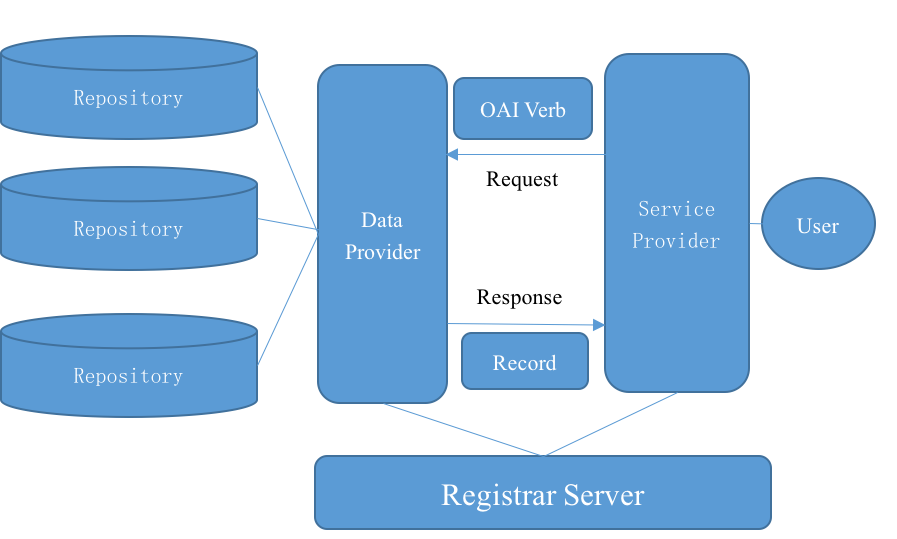 Repository
Repository
Repository
Data
Provider
OAI Verb
Request
Response
Record
Service
Provider
User
Registrar Server